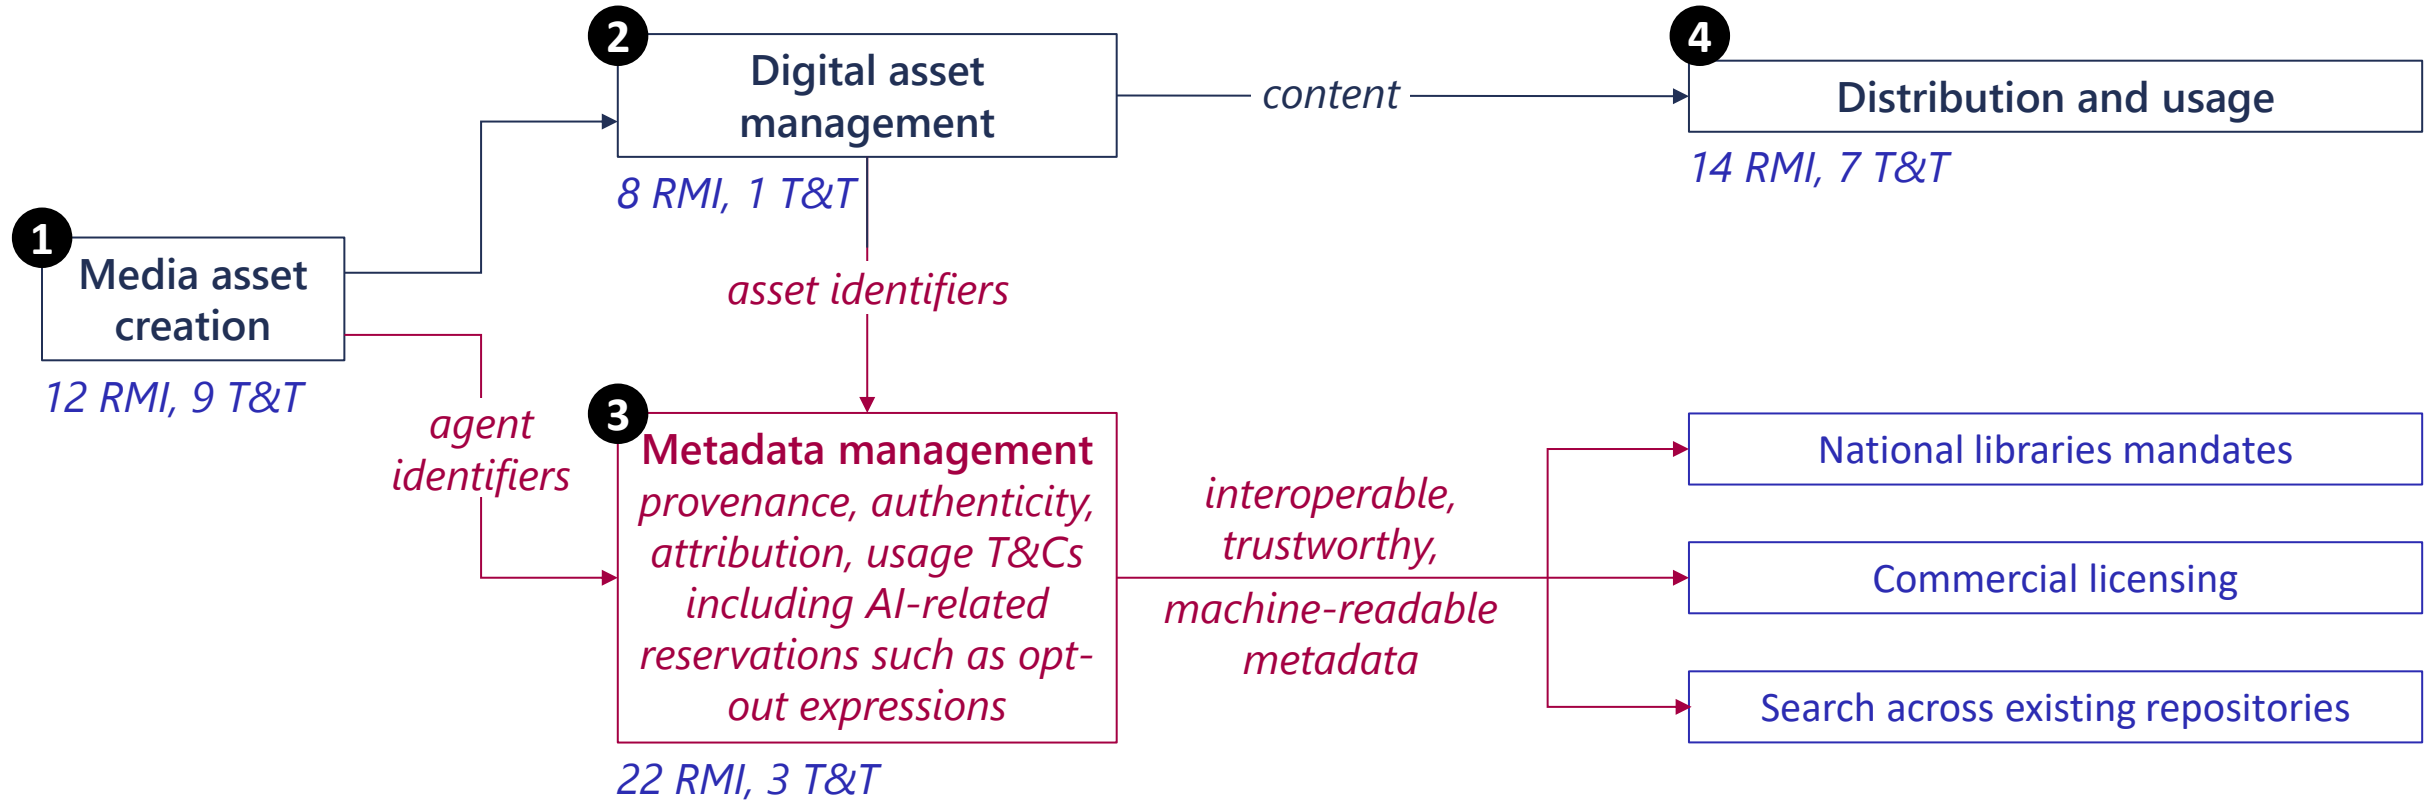 1
Media asset
creation
12 RMI, 9 T&T
2
Digital asset
management
8 RMI, 1 T&T
content
4
Distribution and usage
14 RMI, 7 T&T
asset identifiers
agent
identifiers
3
Metadata management
provenance, authenticity,
attribution, usage T&Cs
including AI-related
reservations such as opt-
out expressions
22 RMI, 3 T&T
interoperable,
trustworthy,
machine-readable
metadata
National libraries mandates
Commercial licensing
Search across existing repositories